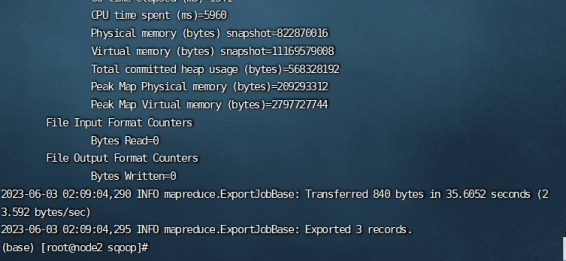 CPU time spent (ms)=5960
Physical memory (bytes) snapshot=822870016
Virtual memory (bytes) snapshot=11169579008
Total committed heap usage (bytes)=568328192
Peak Map Physical memory (bytes)=209293312
Peak Map Virtual memory (bytes)=2797727744
File Input Format Counters
Bytes Read=0
File Output Format Counters
Bytes Written=0
2023-06-03 02:09:04,290 INFO mapreduce.ExportJobBase: Transferred 840 bytes in 35.6052 seconds (2
3.592 bytes/sec)
2023-06-03 02:09:04,295 INFO mapreduce.ExportJobBase: Exported 3 records.
(base) [root@node2 sqoop]#